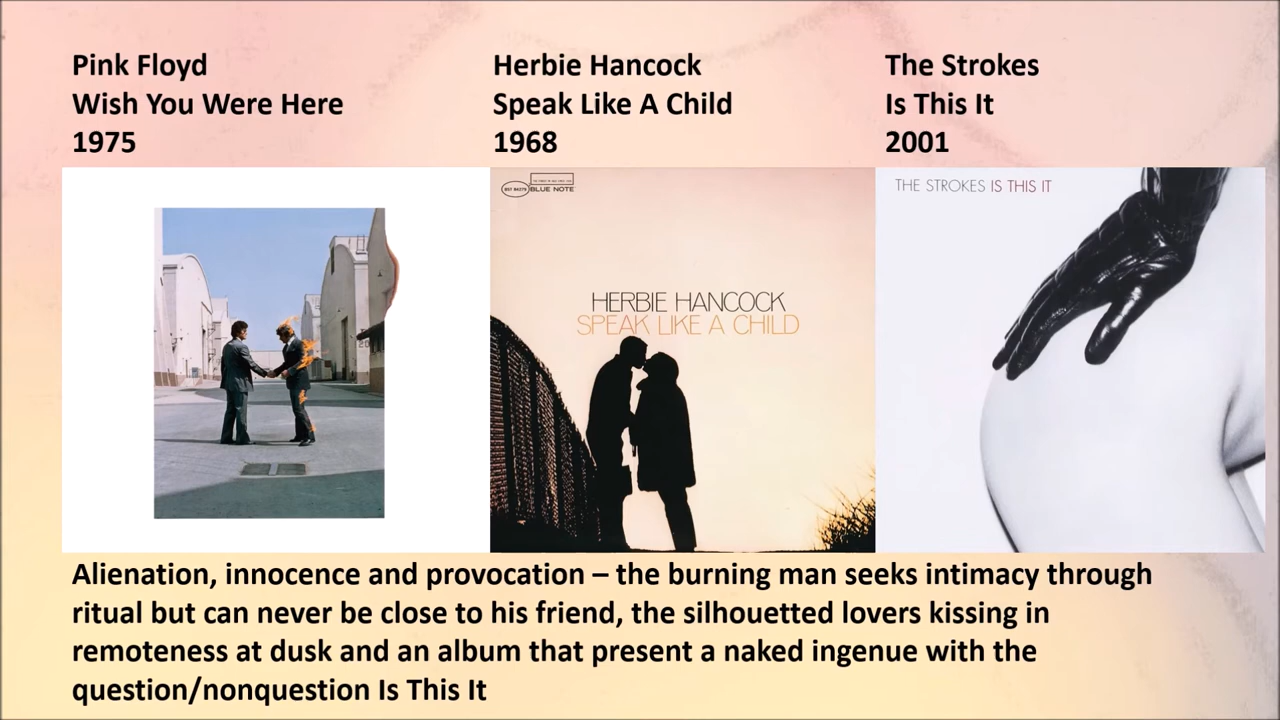 Pink Floyd
Wish You Were Here
1975
Herbie Hancock
Speak Like A Child
1968
The Strokes
Is This It
2001
BLUE NOTE
HERBIE HANCOCK
SPEAK LIKE A CHILD
THE STROKES IS THIS IT
Alienation, innocence and provocation – the burning man seeks intimacy through
ritual but can never be close to his friend, the silhouetted lovers kissing in
remoteness at dusk and an album that present a naked ingenue with the
question/nonquestion Is This It